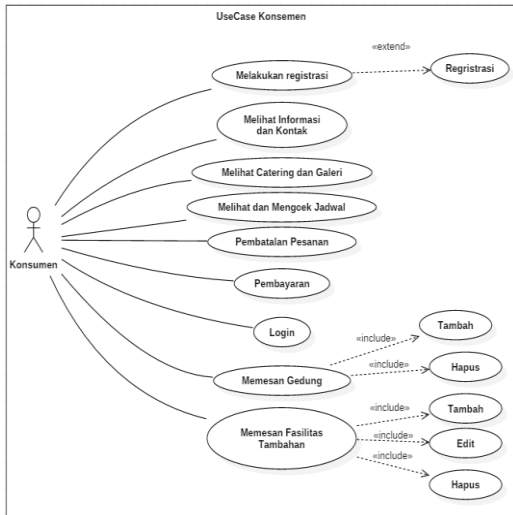 UseCase Konsemen
«extend»
Melakukan registrasi
Regristrasi
Melihat Informasi
dan Kontak
Melihat Catering dan Galeri
Melihat dan Mengcek Jadwal
Konsumen
Pembatalan Pesanan
Pembayaran
Login
«include»
Tambah
Memesan Gedung
«include»
Hapus
Memesan Fasilitas
Tambahan
«include»
Tambah
«include»
Edit
«include»
Hapus